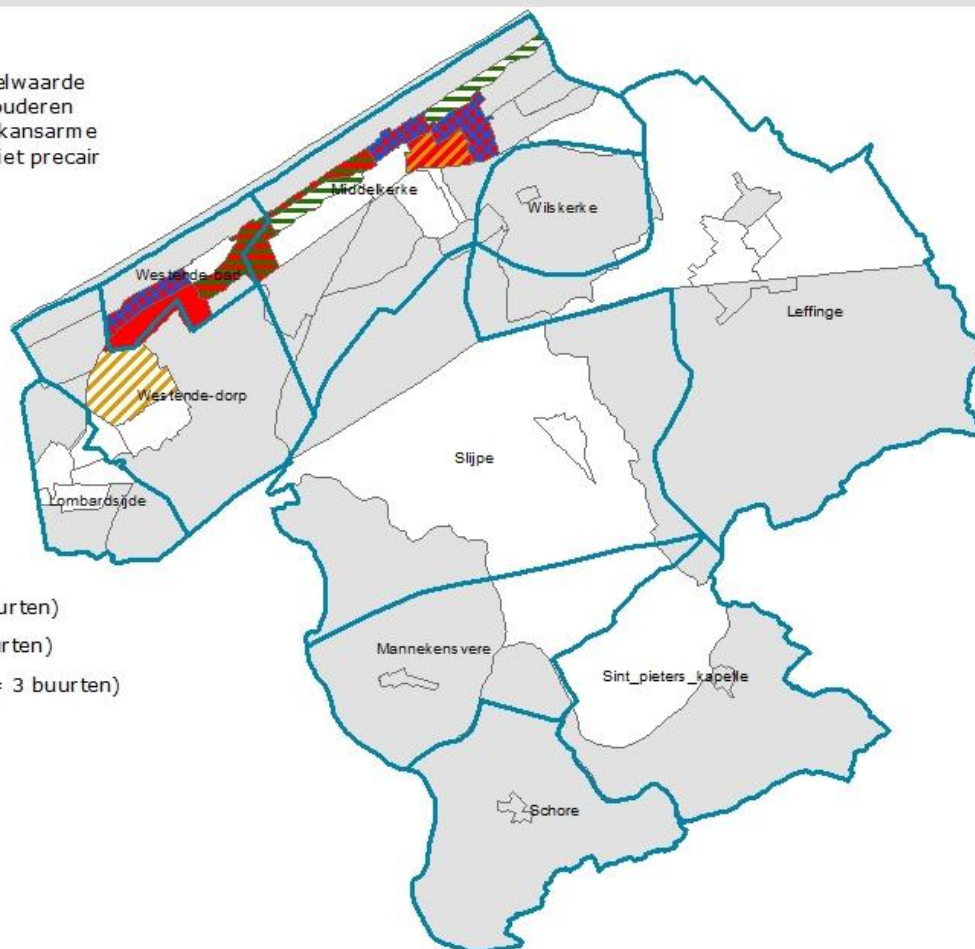 elwaarde
ouderen
kansarme
iet precair
Middelkerke
Wilskerke
Westende-bad
Leffinge
Westende-dorp
Slijpe
Lombardsijde
urten)
Mannekensvere
rten)
Sint_pieters_kapelle
: 3 buurten)
Schore